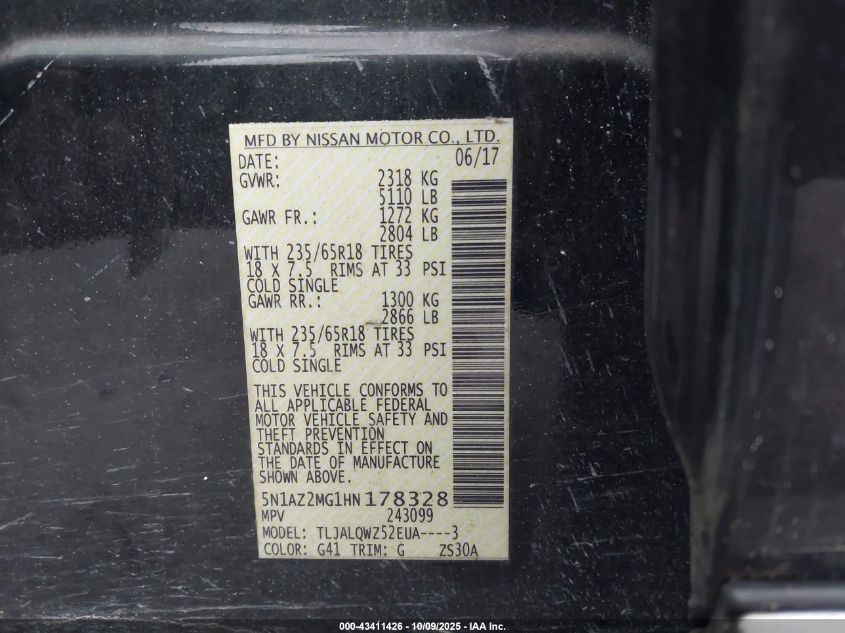 MFD BY NISSAN MOTOR CO., LTD.
DATE: 06/17
GVWR: 2318 KG
5110 LB
GAWR FR.: 1272 KG
2804 LB
WITH 235/65R18 TIRES
18 X 7.5 RIMS AT 33 PSI
COLD SINGLE
GAWR RR.: 1300 KG
2866 LB
WITH 235/65R18 TIRES
18 X 7.5 RIMS AT 33 PSI
COLD SINGLE
THIS VEHICLE CONFORMS TO
ALL APPLICABLE FEDERAL
MOTOR VEHICLE SAFETY AND
THEFT PREVENTION
STANDARDS IN EFFECT ON
THE DATE OF MANUFACTURE
SHOWN ABOVE.
5N1AZ2MG1HN178328
MPV 243099
MODEL: TLJALQWZ52EUA----3
COLOR: G41 TRIM: G ZS30A
000-43411426 - 10/09/2025 - IAA Inc.